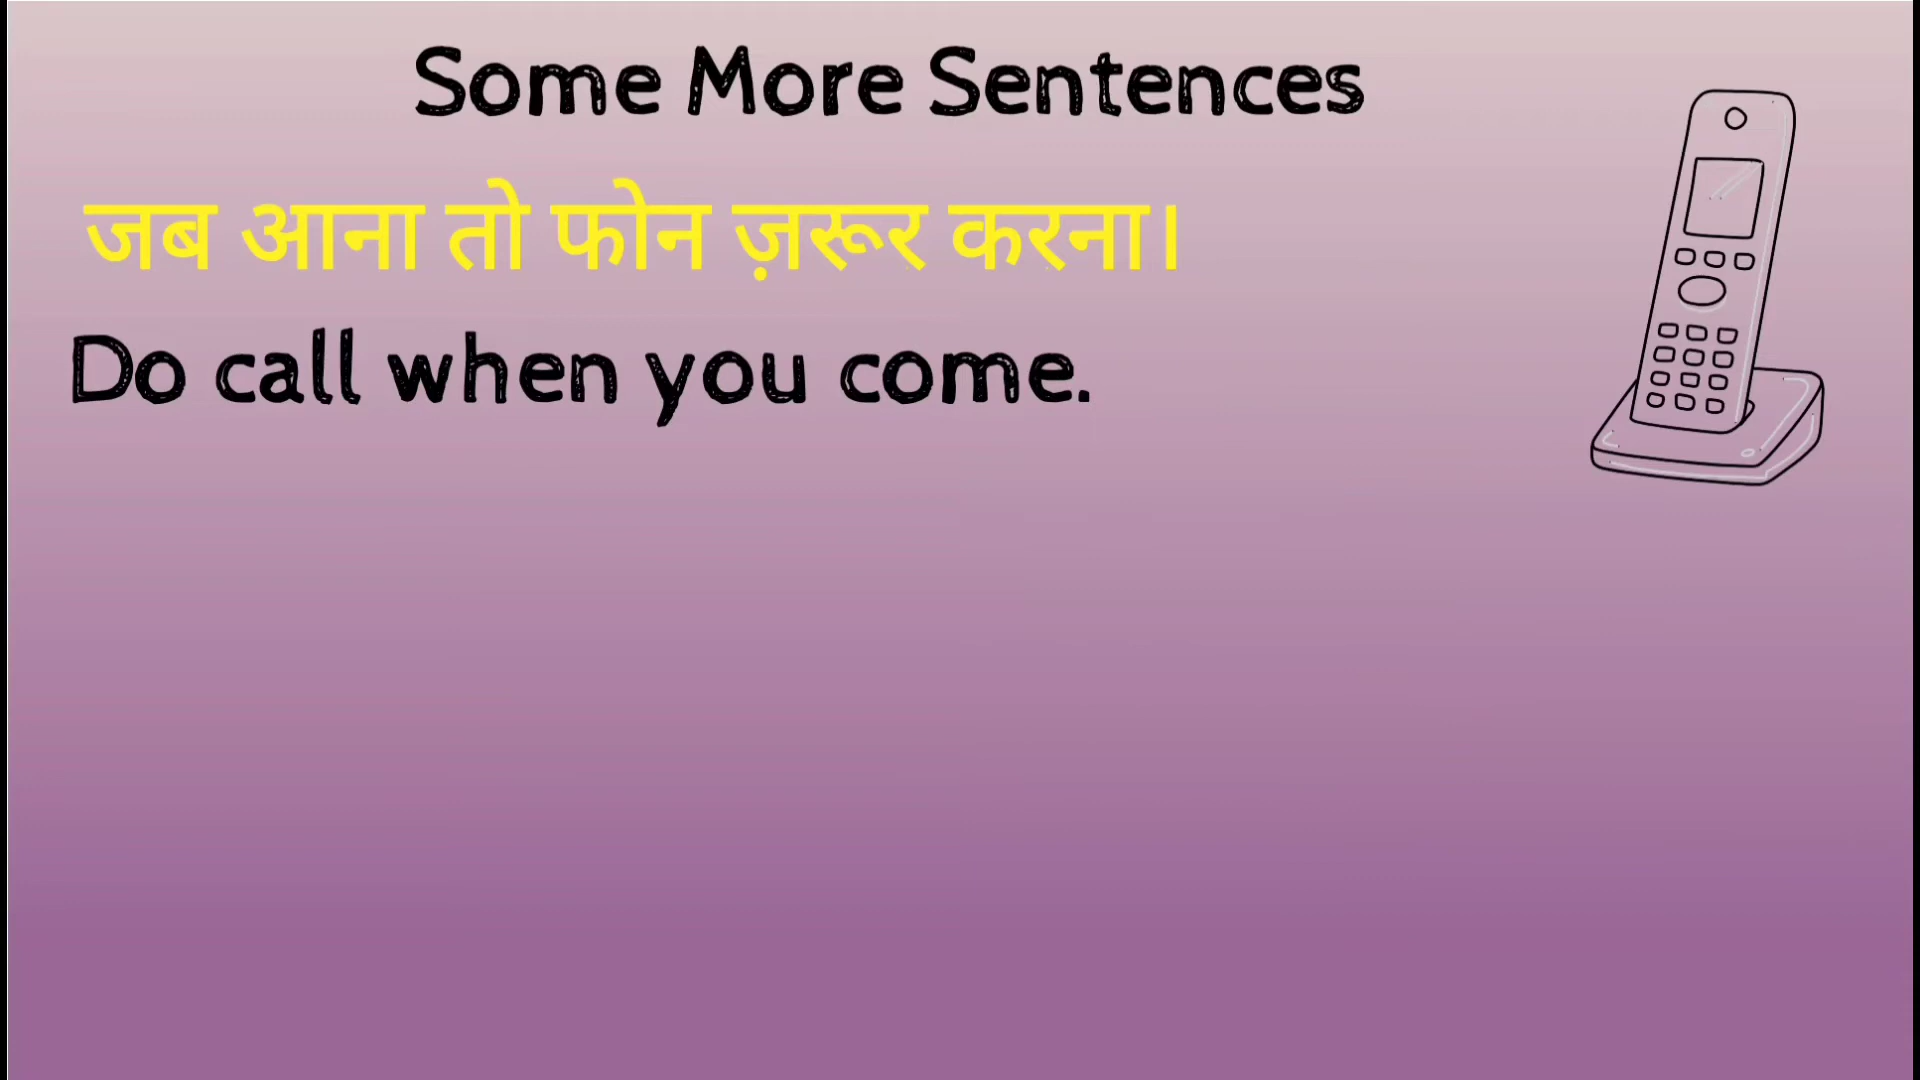 Some More Sentences
जब आना तो फोन ज़रूर करना।
Do call when you come.